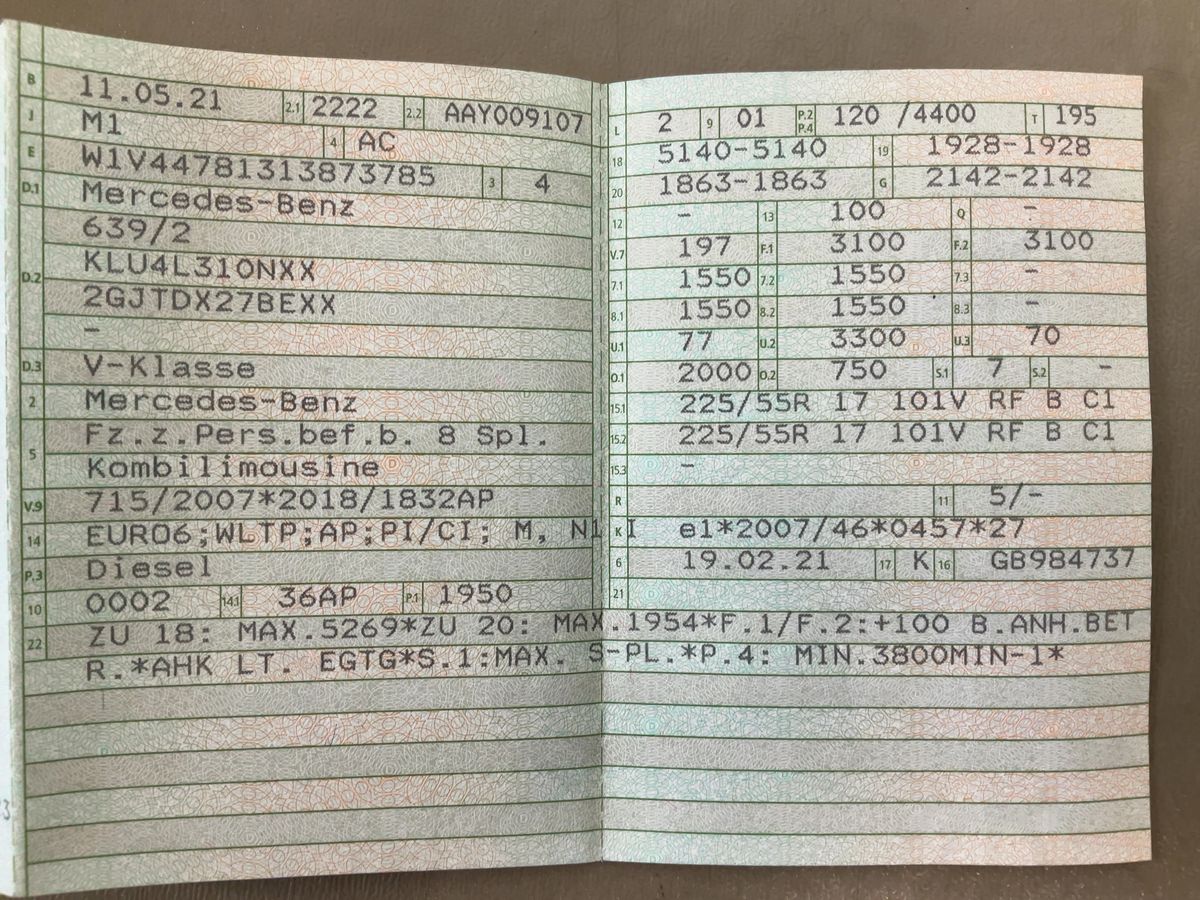 B 11.05.21 2.1 2222 2.2 AAY009107
J M1 4 AC
E W1V44781313873785 3 4
D.1 Mercedes-Benz
639/2
D.2 KLU4L310NXX
2GJTDX27BEXX
-
D.3 V-Klasse
2 Mercedes-Benz
5 Fz.z.Pers.bef.b. 8 Spl.
Kombilimousine
V.9 715/2007*2018/1832AP
14 EURO6;WLTP;AP;PI/CI; M, N1 I
P.3 Diesel
10 0002 14.1 36AP P.1 1950
L 2 9 01 P.2 P.4 120 /4400 T 195
18 5140-5140 19 1928-1928
20 1863-1863 G 2142-2142
12 - 13 100 Q -
V.7 197 F.1 3100 F.2 3100
7.1 1550 7.2 1550 7.3 -
8.1 1550 8.2 1550 8.3 -
U.1 77 U.2 3300 U.3 70
O.1 2000 O.2 750 S.1 7 S.2 -
15.1 225/55R 17 101V RF B C1
15.2 225/55R 17 101V RF B C1
15.3 -
R 11 5/-
K e1*2007/46*0457*27
6 19.02.21 17 K 16 GB984737
21
22 ZU 18: MAX.5269*ZU 20: MAX.1954*F.1/F.2:+100 B.ANH.BET
R.*AHK LT. EGTG*S.1:MAX. S-PL.*P.4: MIN.3800MIN-1*